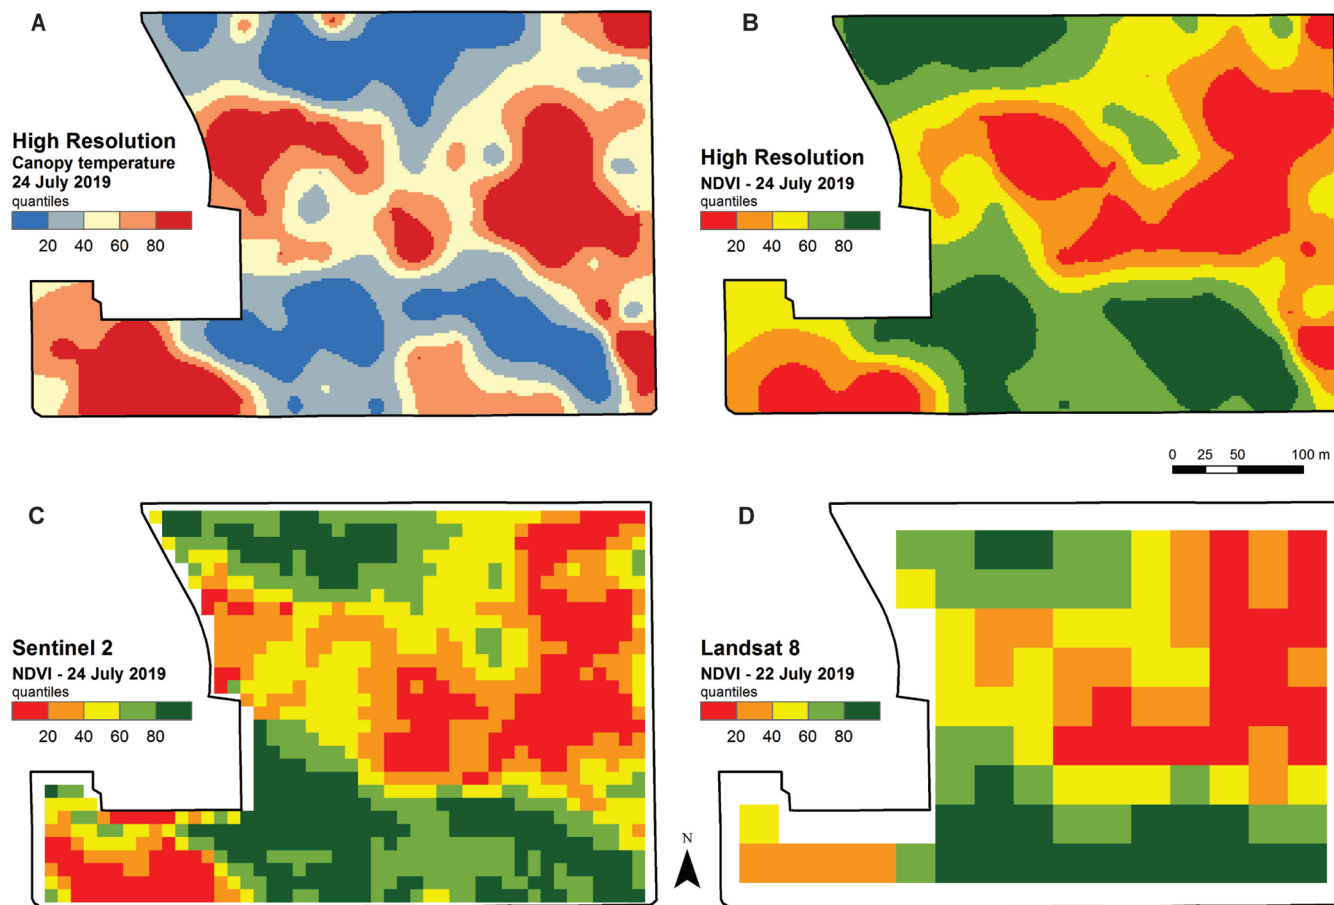 A
High Resolution
Canopy temperature
24 July 2019
quantiles
20 40 60 80
B
High Resolution
NDVI - 24 July 2019
quantiles
20 40 60 80
0 25 50 100 m
C
Sentinel 2
NDVI - 24 July 2019
quantiles
20 40 60 80
N
D
Landsat 8
NDVI - 22 July 2019
quantiles
20 40 60 80